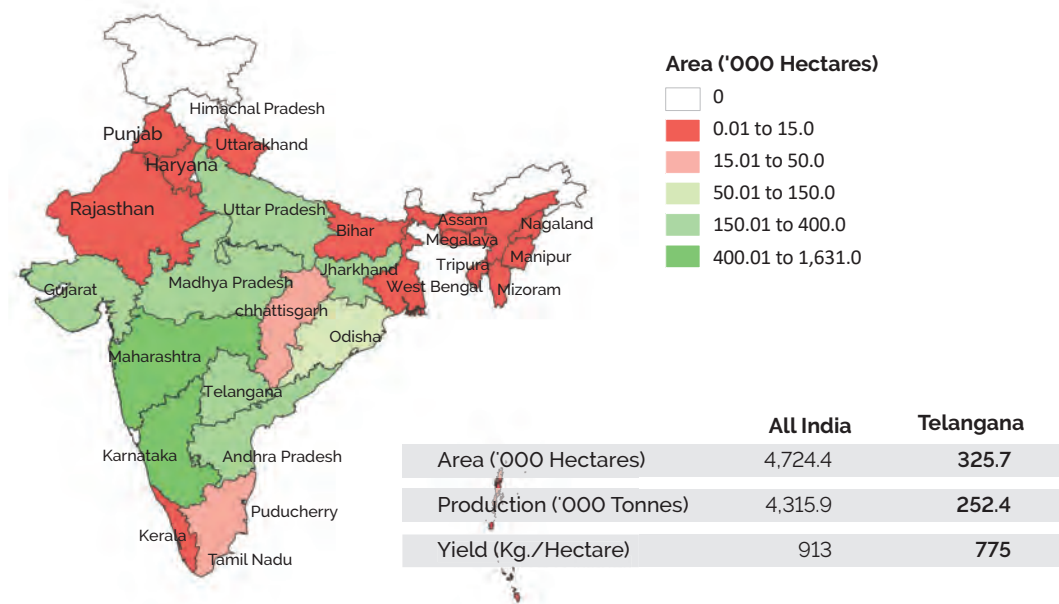 Himachal Pradesh
Punjab
Uttarakhand
Haryana
Rajasthan
Uttar Pradesh
Bihar
Assam
Nagaland
Megalaya
Manipur
Tripura
Jharkhand
West Bengal
Mizoram
Gujarat
Madhya Pradesh
chhattisgarh
Odisha
Maharashtra
Telangana
Karnataka
Andhra Pradesh
Puducherry
Kerala
Tamil Nadu
Area ('000 Hectares)
0
0.01 to 15.0
15.01 to 50.0
50.01 to 150.0
150.01 to 400.0
400.01 to 1,631.0
All India Telangana
Area ('000 Hectares) 4,724.4 325.7
Production ('000 Tonnes) 4,315.9 252.4
Yield (Kg./Hectare) 913 775